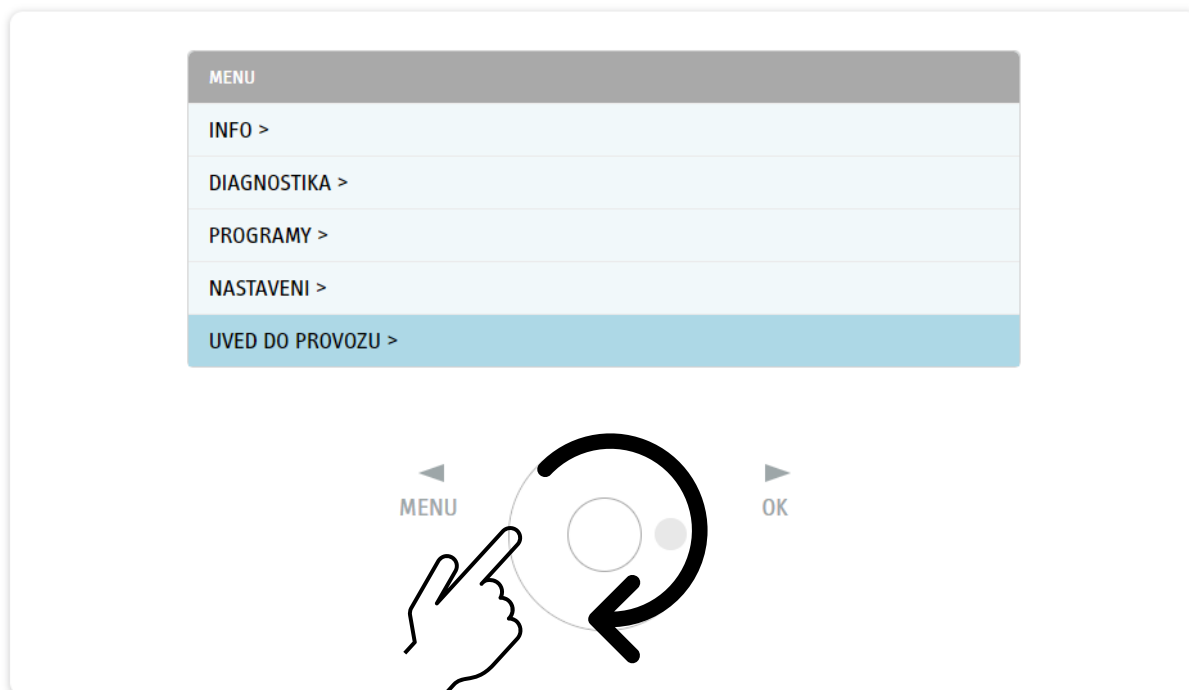 MENU
INFO >
DIAGNOSTIKA >
PROGRAMY >
NASTAVENI >
UVED DO PROVOZU >
MENU
OK